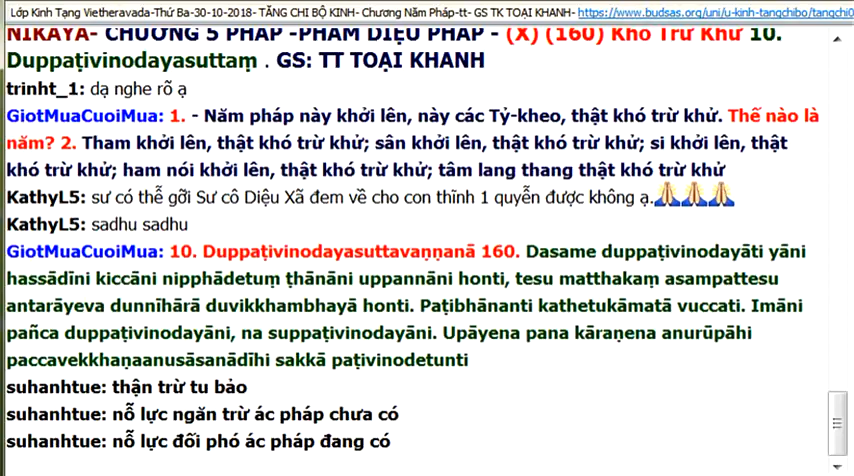 Lớp Kinh Tạng Vietheravada-Thứ Ba-30-10-2018- TĂNG CHI BỘ KINH- Chương Năm Pháp-tt- GS TK TOẠI KHANH- https://www.budsas.org/uni/u-kinh-tangchibo/tangchi0
NIKAYA- CHƯƠNG 5 PHÁP -PHẨM DIỆU PHÁP - (X) (160) Khó Trừ Khử 10.
Duppaṭivinodayasuttaṃ . GS: TT TOẠI KHANH
trinht_1: dạ nghe rõ ạ
GiotMuaCuoiMua: 1. - Năm pháp này khởi lên, này các Tỷ-kheo, thật khó trừ khử. Thế nào là
năm? 2. Tham khởi lên, thật khó trừ khử; sân khởi lên, thật khó trừ khử; si khởi lên, thật
khó trừ khử; ham nói khởi lên, thật khó trừ khử; tâm lang thang thật khó trừ khử
KathyL5: sư có thể gỡi Sư cô Diệu Xã đem về cho con thĩnh 1 quyễn được không ạ.
KathyL5: sadhu sadhu
GiotMuaCuoiMua: 10. Duppaṭivinodayasuttavaṇṇanā 160. Dasame duppaṭivinodayāti yāni
hassādīni kiccāni nipphādetuṃ ṭhānāni uppannāni honti, tesu matthakaṃ asampattesu
antarāyeva dunnīhārā duvikkhambhayā honti. Paṭibhānanti kathetukāmatā vuccati. Imāni
pañca duppaṭivinodayāni, na suppaṭivinodayāni. Upāyena pana kāraṇena anurūpāhi
paccavekkhaṇaanusāsanādīhi sakkā paṭivinodetunti
suhanhtue: thận trừ tu bảo
suhanhtue: nỗ lực ngăn trừ ác pháp chưa có
suhanhtue: nỗ lực đối phó ác pháp đang có